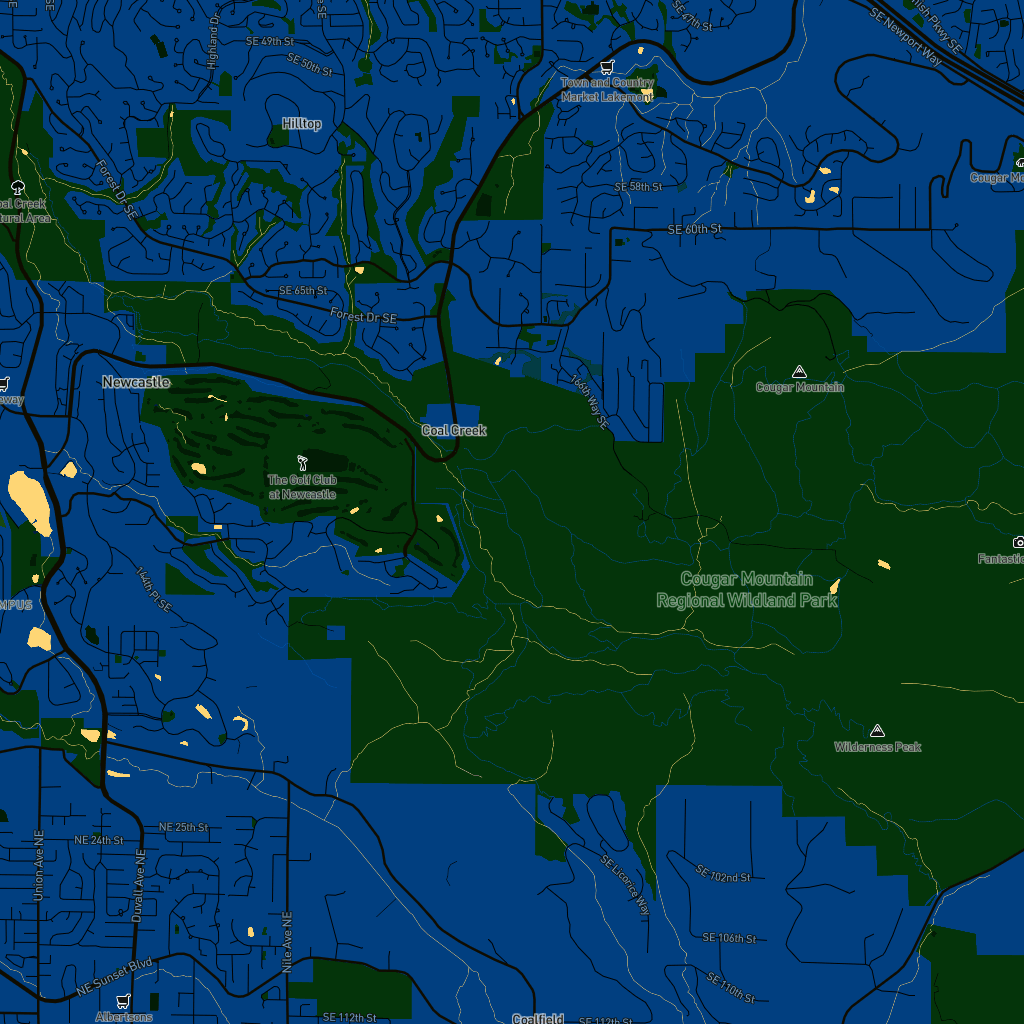 SE 47th St
SE Newport Way
Highland Dr
SE 49th St
SE 50th St
Town and Country
Market Lakemont
Hilltop
Forest Dr SE
SE 58th St
SE 60th St
SE 65th St
Forest Dr SE
Cougar Mountain
Newcastle
166th Way SE
Coal Creek
The Golf Club
at Newcastle
Cougar Mountain
Regional Wildland Park
144th Pl SE
Wilderness Peak
NE 25th St
NE 24th St
Union Ave NE
Duvall Ave NE
SE Licorice Way
SE 102nd St
Nile Ave NE
SE 106th St
NE Sunset Blvd
SE 110th St
Albertsons
SE 112th St
Coalfield
SE 112th St